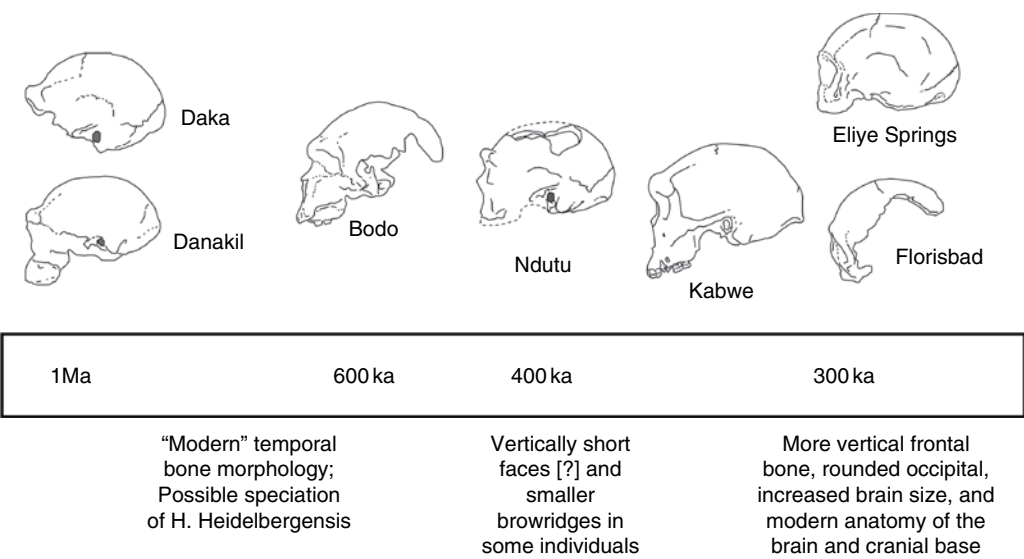 Daka
Danakil
Bodo
Ndutu
Kabwe
Eliye Springs
Florisbad
1Ma
600 ka
400 ka
300 ka
“Modern” temporal
bone morphology;
Possible speciation
of H. Heidelbergensis
Vertically short
faces [?] and
smaller
browridges in
some individuals
More vertical frontal
bone, rounded occipital,
increased brain size, and
modern anatomy of the
brain and cranial base